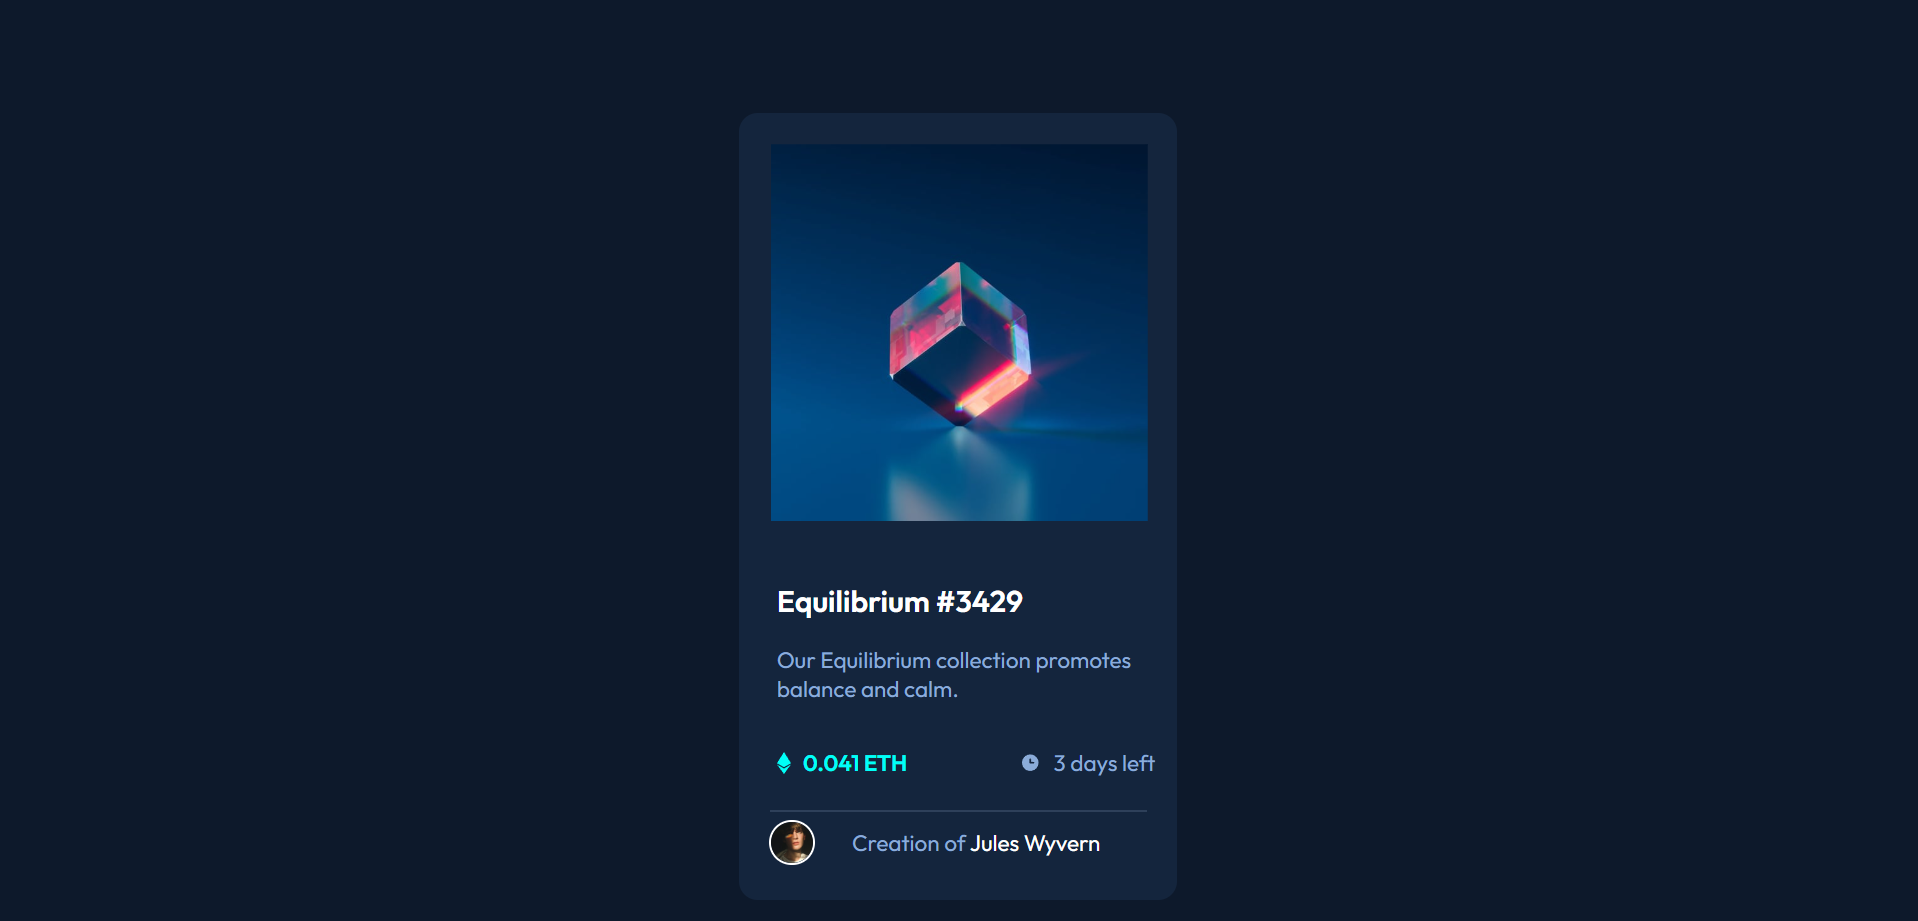 Equilibrium #3429
Our Equilibrium collection promotes
balance and calm.
0.041 ETH
3 days left
Creation of Jules Wyvern